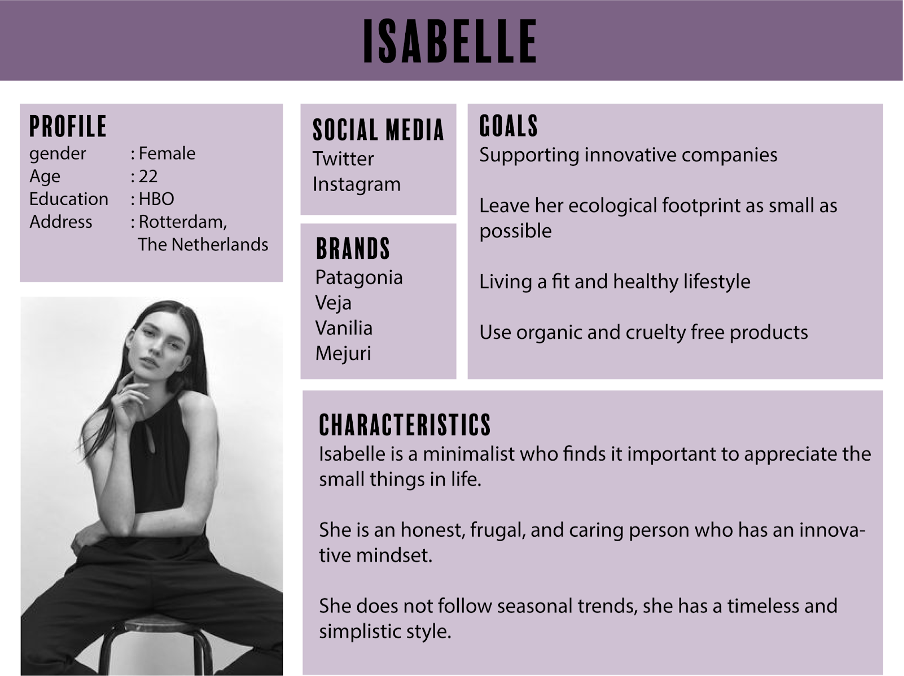 ISABELLE
PROFILE
gender : Female
Age : 22
Education : HBO
Address : Rotterdam,
The Netherlands
SOCIAL MEDIA
Twitter
Instagram
BRANDS
Patagonia
Veja
Vanilia
Mejuri
GOALS
Supporting innovative companies
Leave her ecological footprint as small as
possible
Living a fit and healthy lifestyle
Use organic and cruelty free products
CHARACTERISTICS
Isabelle is a minimalist who finds it important to appreciate the
small things in life.
She is an honest, frugal, and caring person who has an innova-
tive mindset.
She does not follow seasonal trends, she has a timeless and
simplistic style.